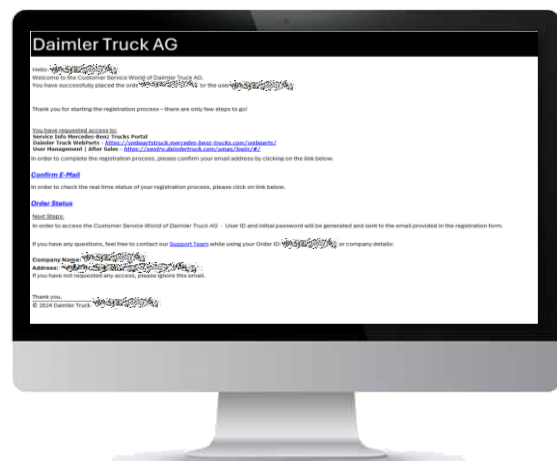 Daimler Truck AG
Hello
Welcome to the Customer Service World of Daimler Truck AG.
You have successfully placed the order for the user
Thank you for starting the registration process – there are only few steps to go!
You have requested access to:
Service Info Mercedes-Benz Trucks Portal
Daimler Truck WebParts - https://webpartstruck.mercedes-benz-trucks.com/webparts/
User Management | After Sales - https://xentry.daimlertruck.com/umas/login/#/
In order to complete the registration process, please confirm your email address by clicking on the link below.
Confirm E-Mail
In order to check the real time status of your registration process, please click on link below.
Order Status
Next Steps:
In order to access the Customer Service World of Daimler Truck AG - User ID and initial password will be generated and sent to the email provided in the registration form.
If you have any questions, feel free to contact our Support Team while using your Order ID or company details:
Company Name:
Address:
If you have not requested any access, please ignore this email.
Thank you.
© 2024 Daimler Truck